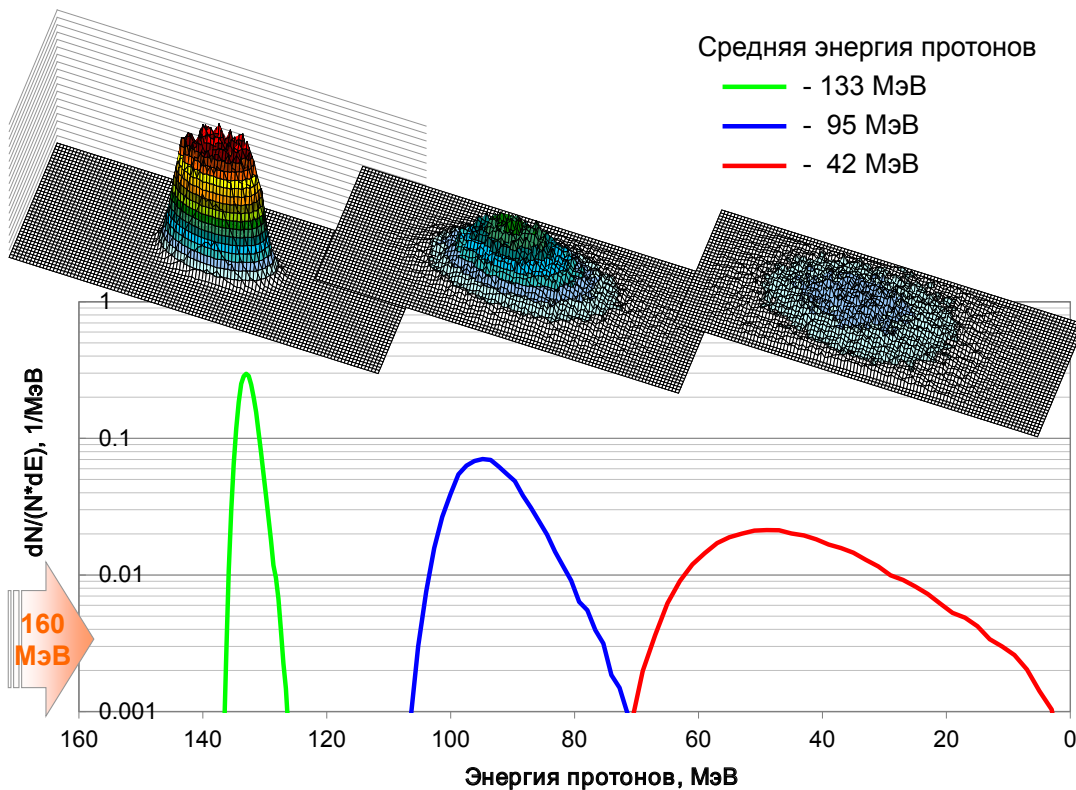 Средняя энергия протонов
- 133 МэВ
- 95 МэВ
- 42 МэВ
dN/(N*dE), 1/МэВ
1
0.1
0.01
0.001
160
МэВ
160 140 120 100 80 60 40 20 0
Энергия протонов, МэВ